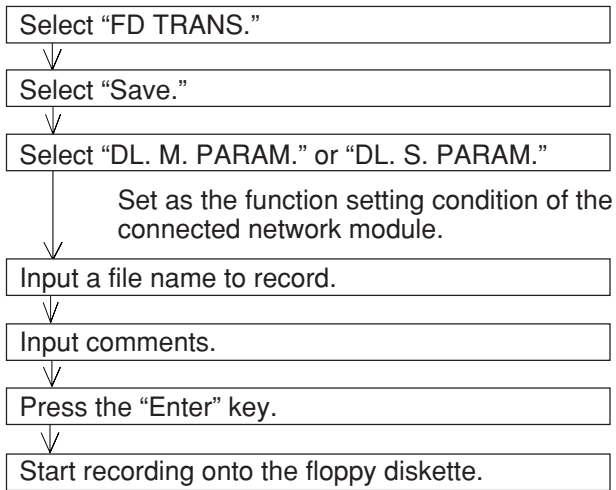 Select “FD TRANS.”
Select “Save.”
Select “DL. M. PARAM.” or “DL. S. PARAM.”
Set as the function setting condition of the
connected network module.
Input a file name to record.
Input comments.
Press the “Enter” key.
Start recording onto the floppy diskette.